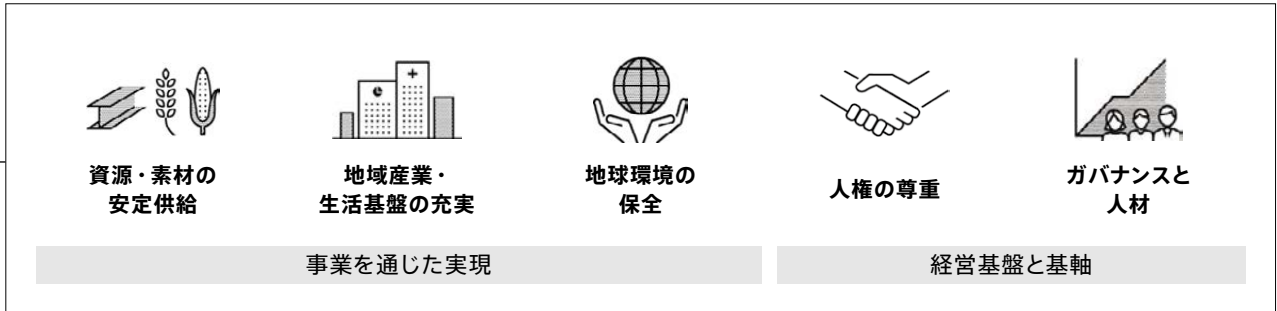 資源・素材の
安定供給
地域産業・
生活基盤の充実
地球環境の
保全
人権の尊重
ガバナンスと
人材
事業を通じた実現
経営基盤と基軸